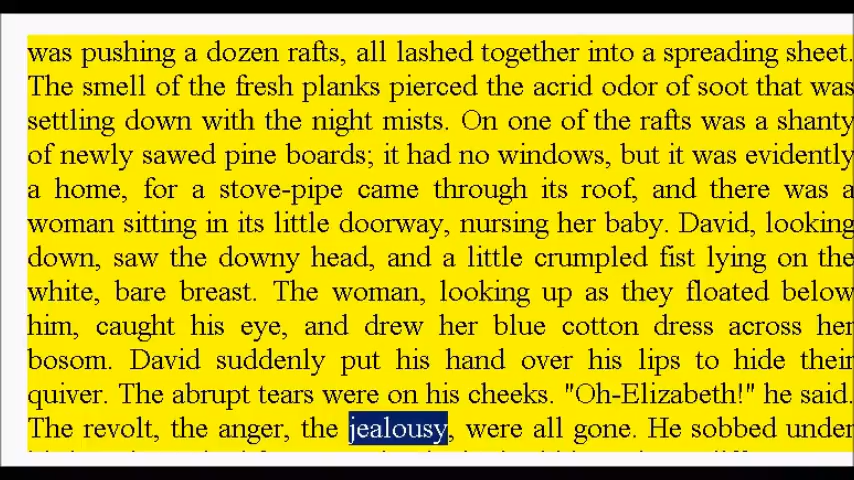 was pushing a dozen rafts, all lashed together into a spreading sheet.
The smell of the fresh planks pierced the acrid odor of soot that was
settling down with the night mists. On one of the rafts was a shanty
of newly sawed pine boards; it had no windows, but it was evidently
a home, for a stove-pipe came through its roof, and there was a
woman sitting in its little doorway, nursing her baby. David, looking
down, saw the downy head, and a little crumpled fist lying on the
white, bare breast. The woman, looking up as they floated below
him, caught his eye, and drew her blue cotton dress across her
bosom. David suddenly put his hand over his lips to hide their
quiver. The abrupt tears were on his cheeks. "Oh-Elizabeth!" he said.
The revolt, the anger, the jealousy, were all gone. He sobbed under